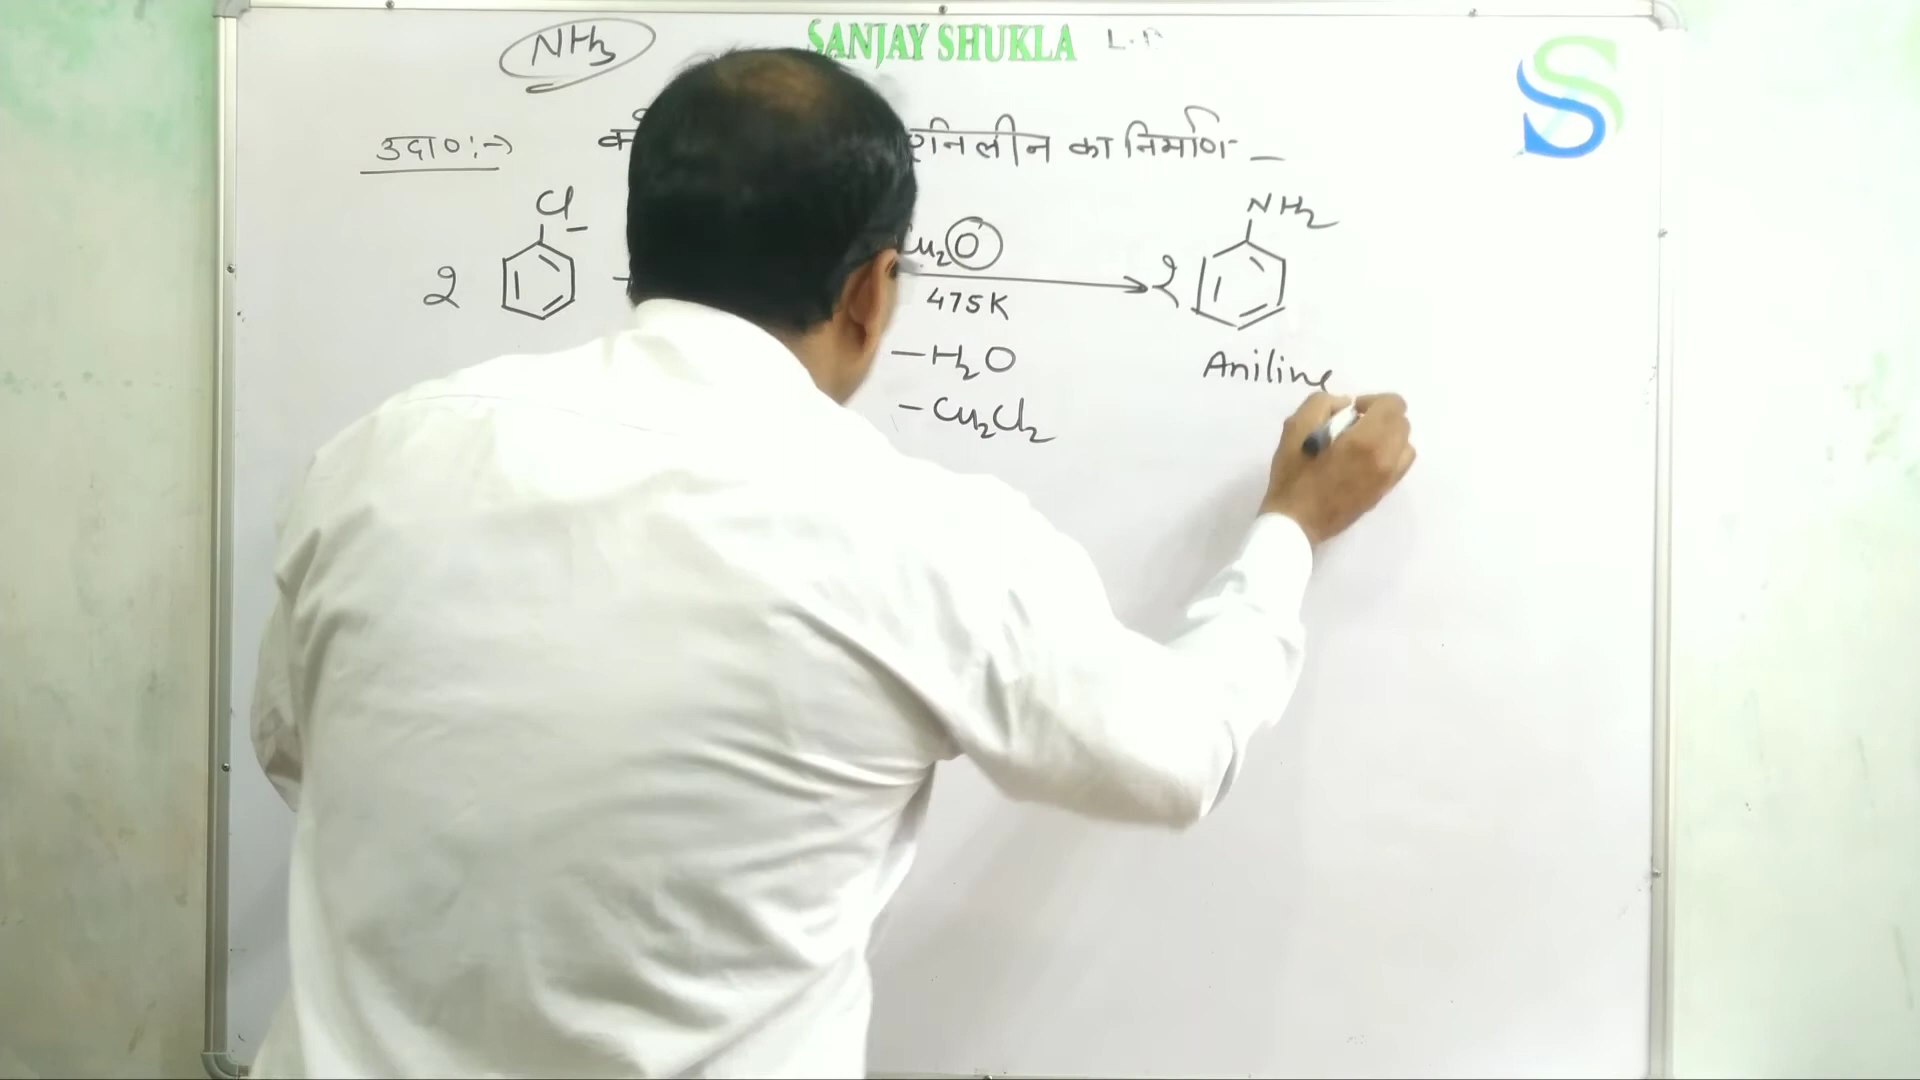 NH3
SANJAY SHUKLA
उदा०:→ एनिलीन का निर्माण —
Cl NH2
2 Cu2O 2
475K
—H2O Aniline
—Cu2Cl2